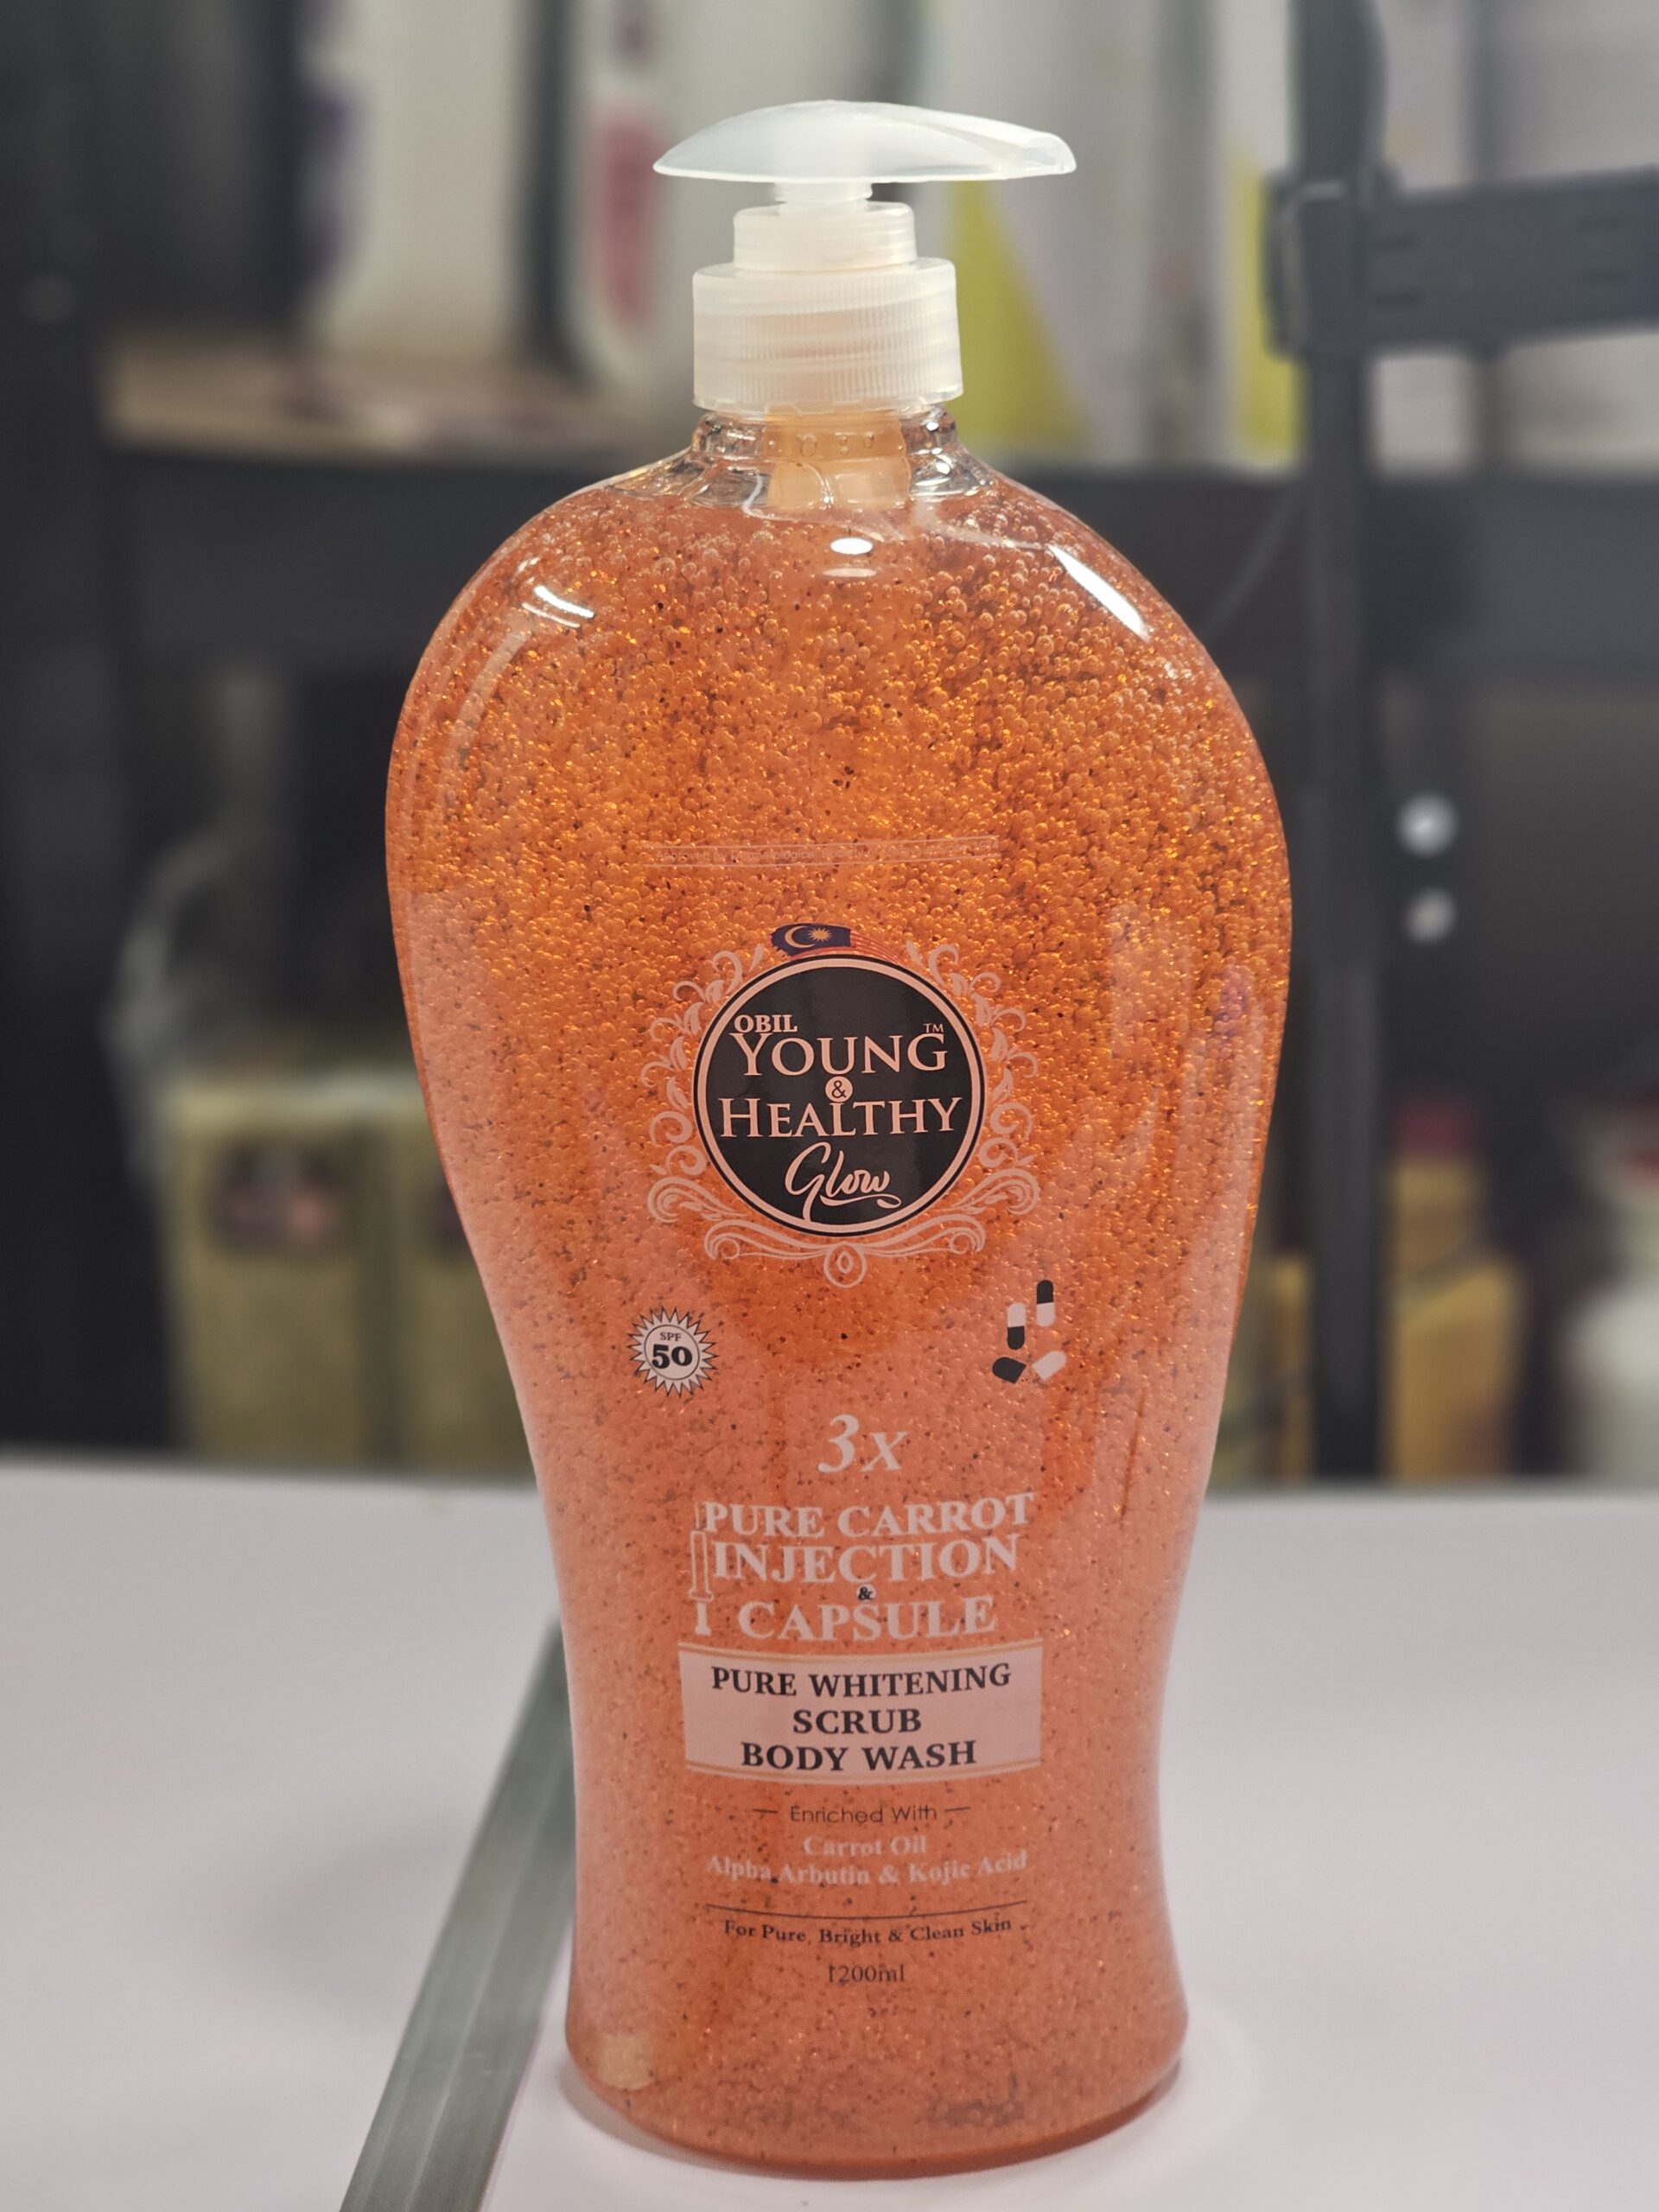 OBIL
YOUNG TM
&
HEALTHY
Glow
SPF
50
3x
PURE CARROT
INJECTION
&
CAPSULE
PURE WHITENING
SCRUB
BODY WASH
Enriched With
Carrot Oil
Alpha Arbutin & Kojic Acid
For Pure, Bright & Clean Skin
1200ml